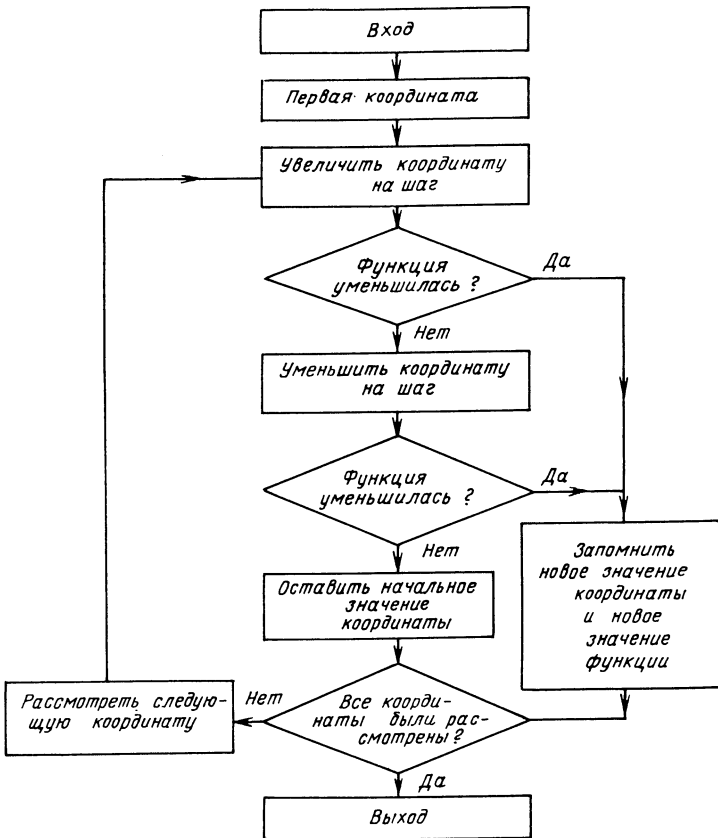 Вход
Первая координата
Увеличить координату
на шаг
Функция
уменьшилась ?
Да
Нет
Уменьшить координату
на шаг
Функция
уменьшилась ?
Да
Нет
Оставить начальное
значение
координаты
Запомнить
новое значение
координаты
и новое
значение
функции
Все коорди-
наты были рас-
смотрены?
Нет
Рассмотреть следую-
щую координату
Да
Выход